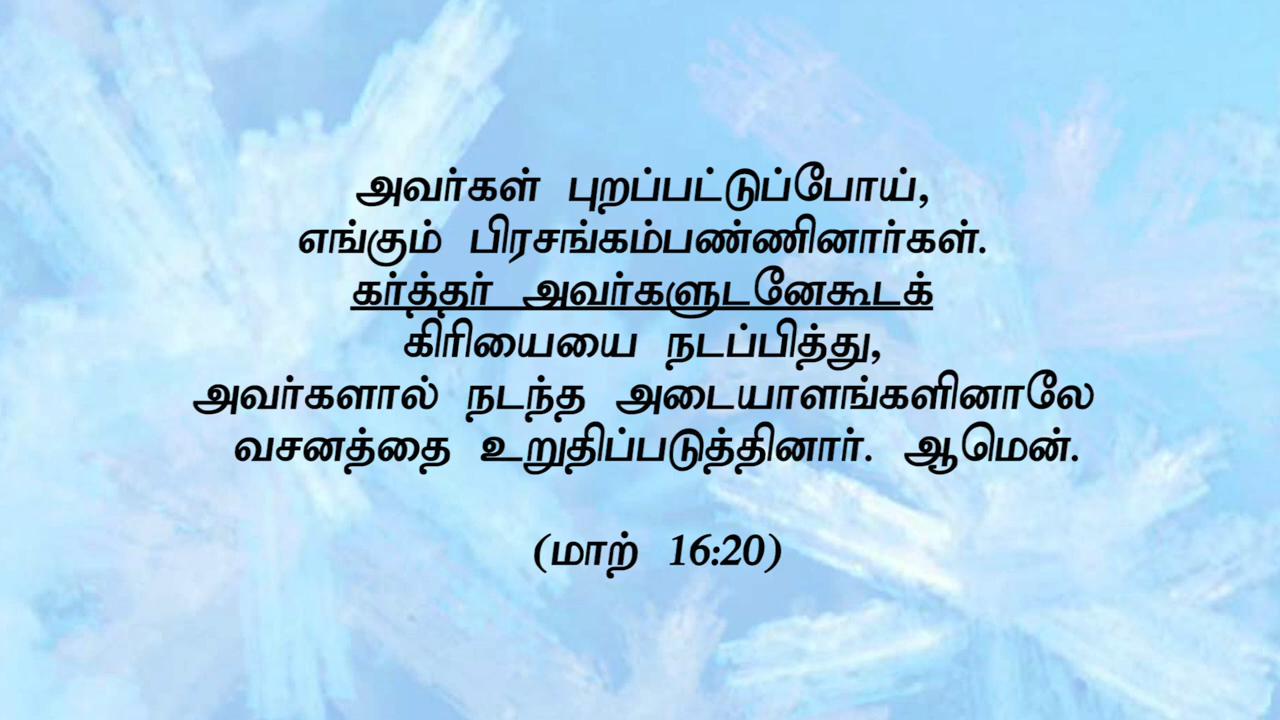 அவர்கள் புறப்பட்டுப்போய்,
எங்கும் பிரசங்கம்பண்ணினார்கள்.
கர்த்தர் அவர்களுடனேகூடக்
கிரியையை நடப்பித்து,
அவர்களால் நடந்த அடையாளங்களினாலே
வசனத்தை உறுதிப்படுத்தினார். ஆமென்.
(மாற் 16:20)